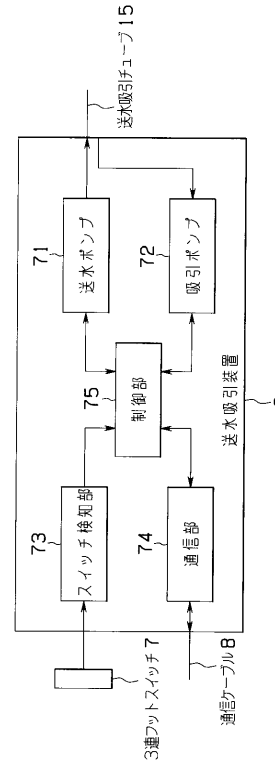 3連フットスイッチ 7
通信ケーブル 8
73
スイッチ検知部
74
通信部
75
制御部
71
送水ポンプ
72
吸引ポンプ
送水吸引装置
送水吸引チューブ 15